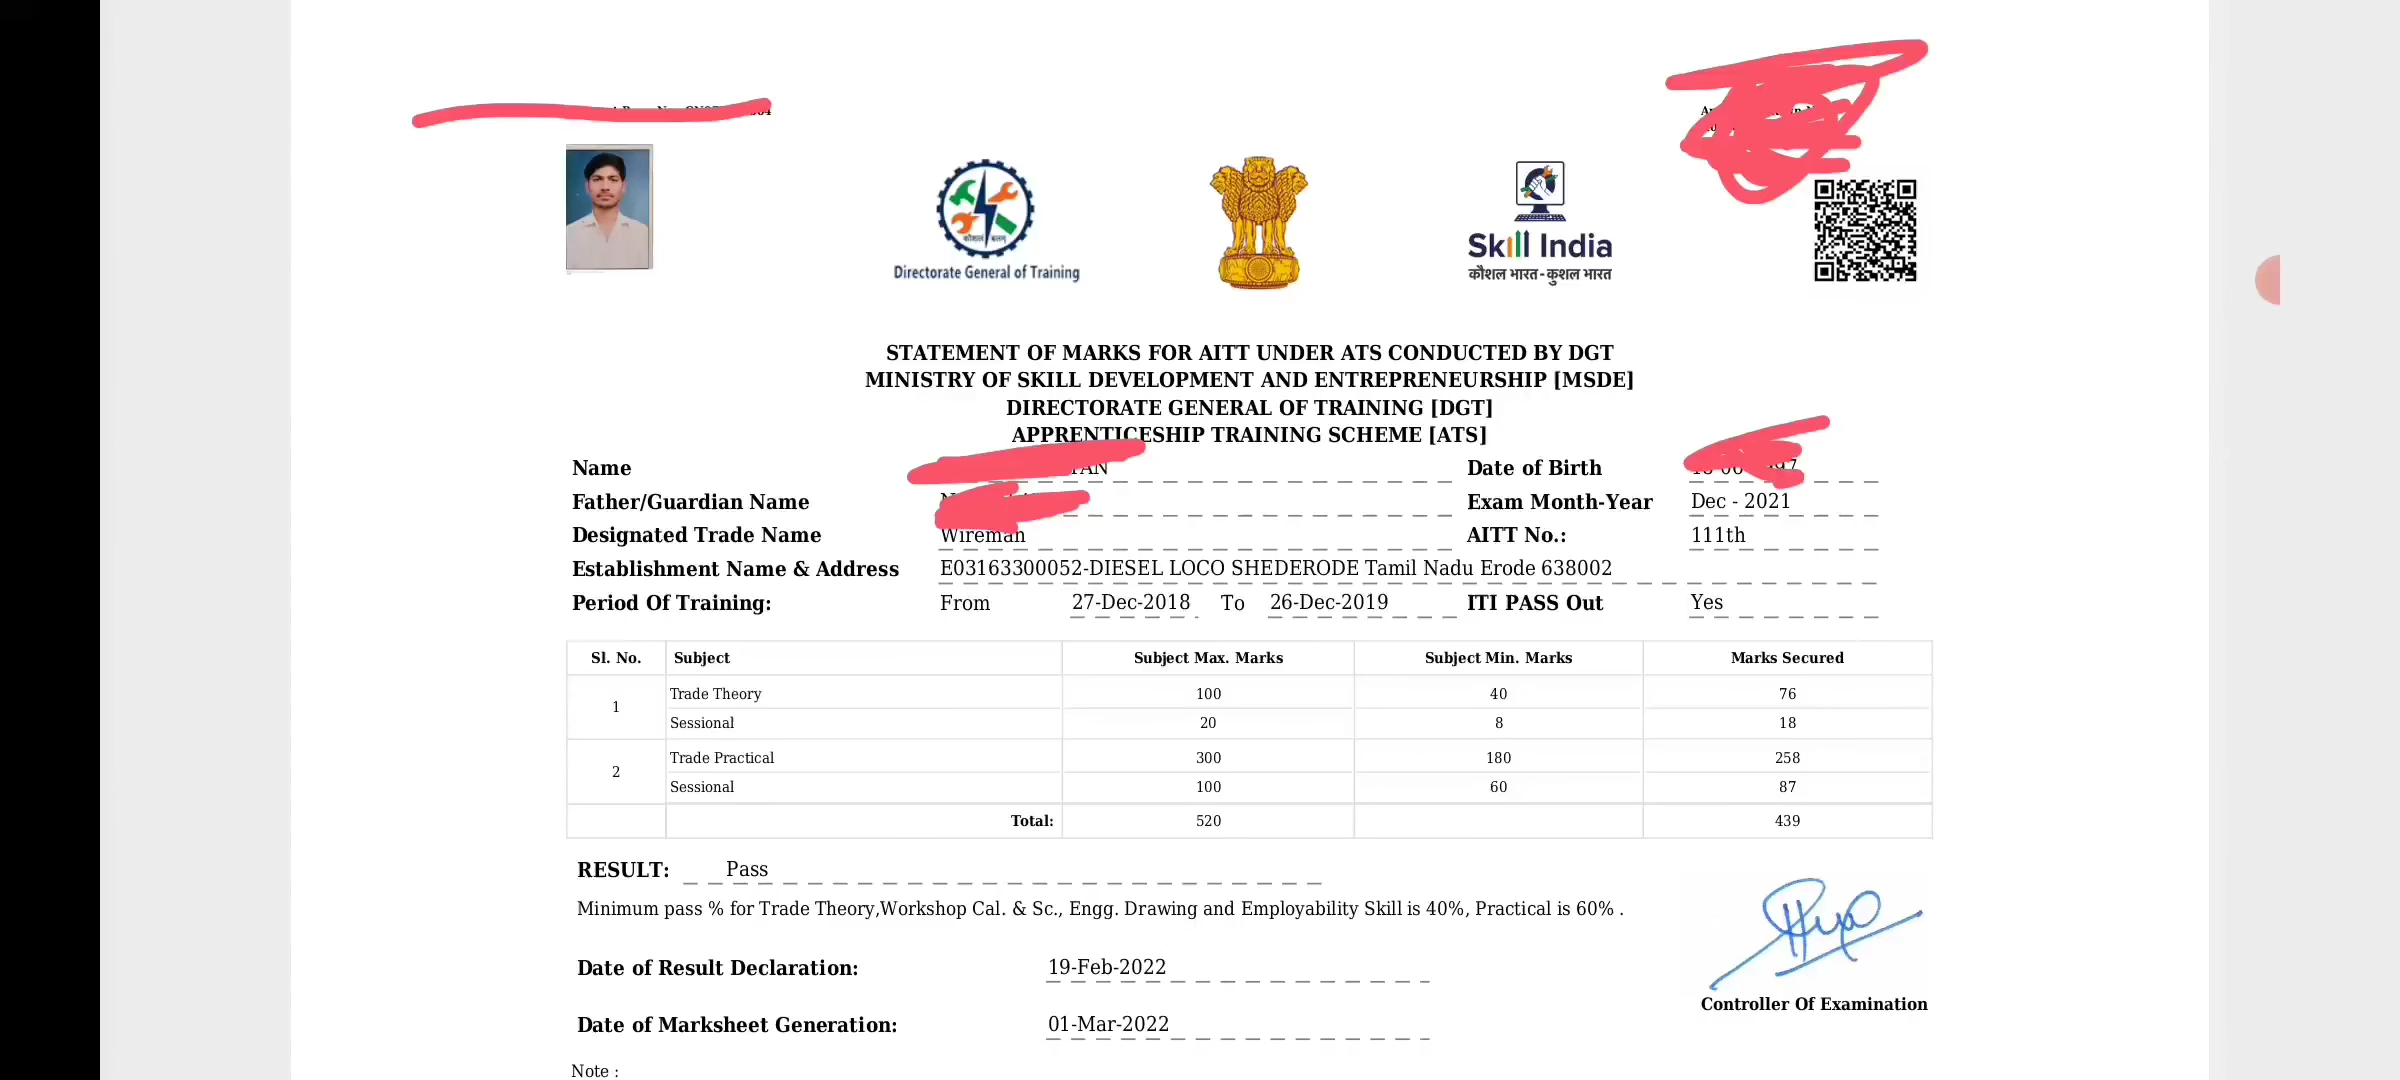 Directorate General of Training
Skill India
कौशल भारत-कुशल भारत
STATEMENT OF MARKS FOR AITT UNDER ATS CONDUCTED BY DGT
MINISTRY OF SKILL DEVELOPMENT AND ENTREPRENEURSHIP [MSDE]
DIRECTORATE GENERAL OF TRAINING [DGT]
APPRENTICESHIP TRAINING SCHEME [ATS]
Name Date of Birth
Father/Guardian Name Exam Month-Year Dec - 2021
Designated Trade Name Wireman AITT No.: 111th
Establishment Name & Address E03163300052-DIESEL LOCO SHEDERODE Tamil Nadu Erode 638002
Period Of Training: From 27-Dec-2018 To 26-Dec-2019 ITI PASS Out Yes
Sl. No. Subject Subject Max. Marks Subject Min. Marks Marks Secured
1 Trade Theory 100 40 76
Sessional 20 8 18
2 Trade Practical 300 180 258
Sessional 100 60 87
Total: 520 439
RESULT: Pass
Minimum pass % for Trade Theory,Workshop Cal. & Sc., Engg. Drawing and Employability Skill is 40%, Practical is 60% .
Date of Result Declaration: 19-Feb-2022
Controller Of Examination
Date of Marksheet Generation: 01-Mar-2022
Note :